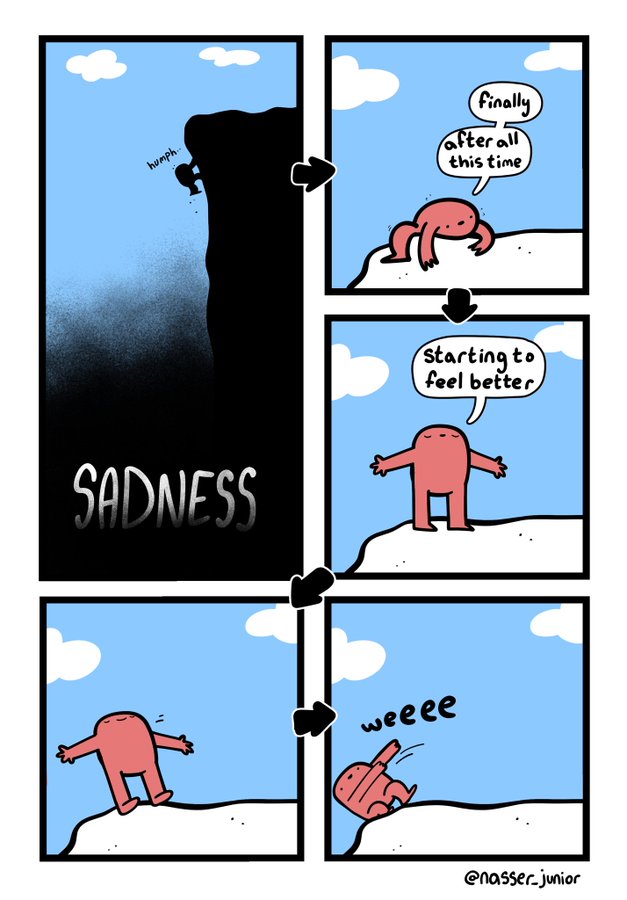 humph..
SADNESS
finally
after all
this time
starting to
feel better
weeee
@nasser_junior